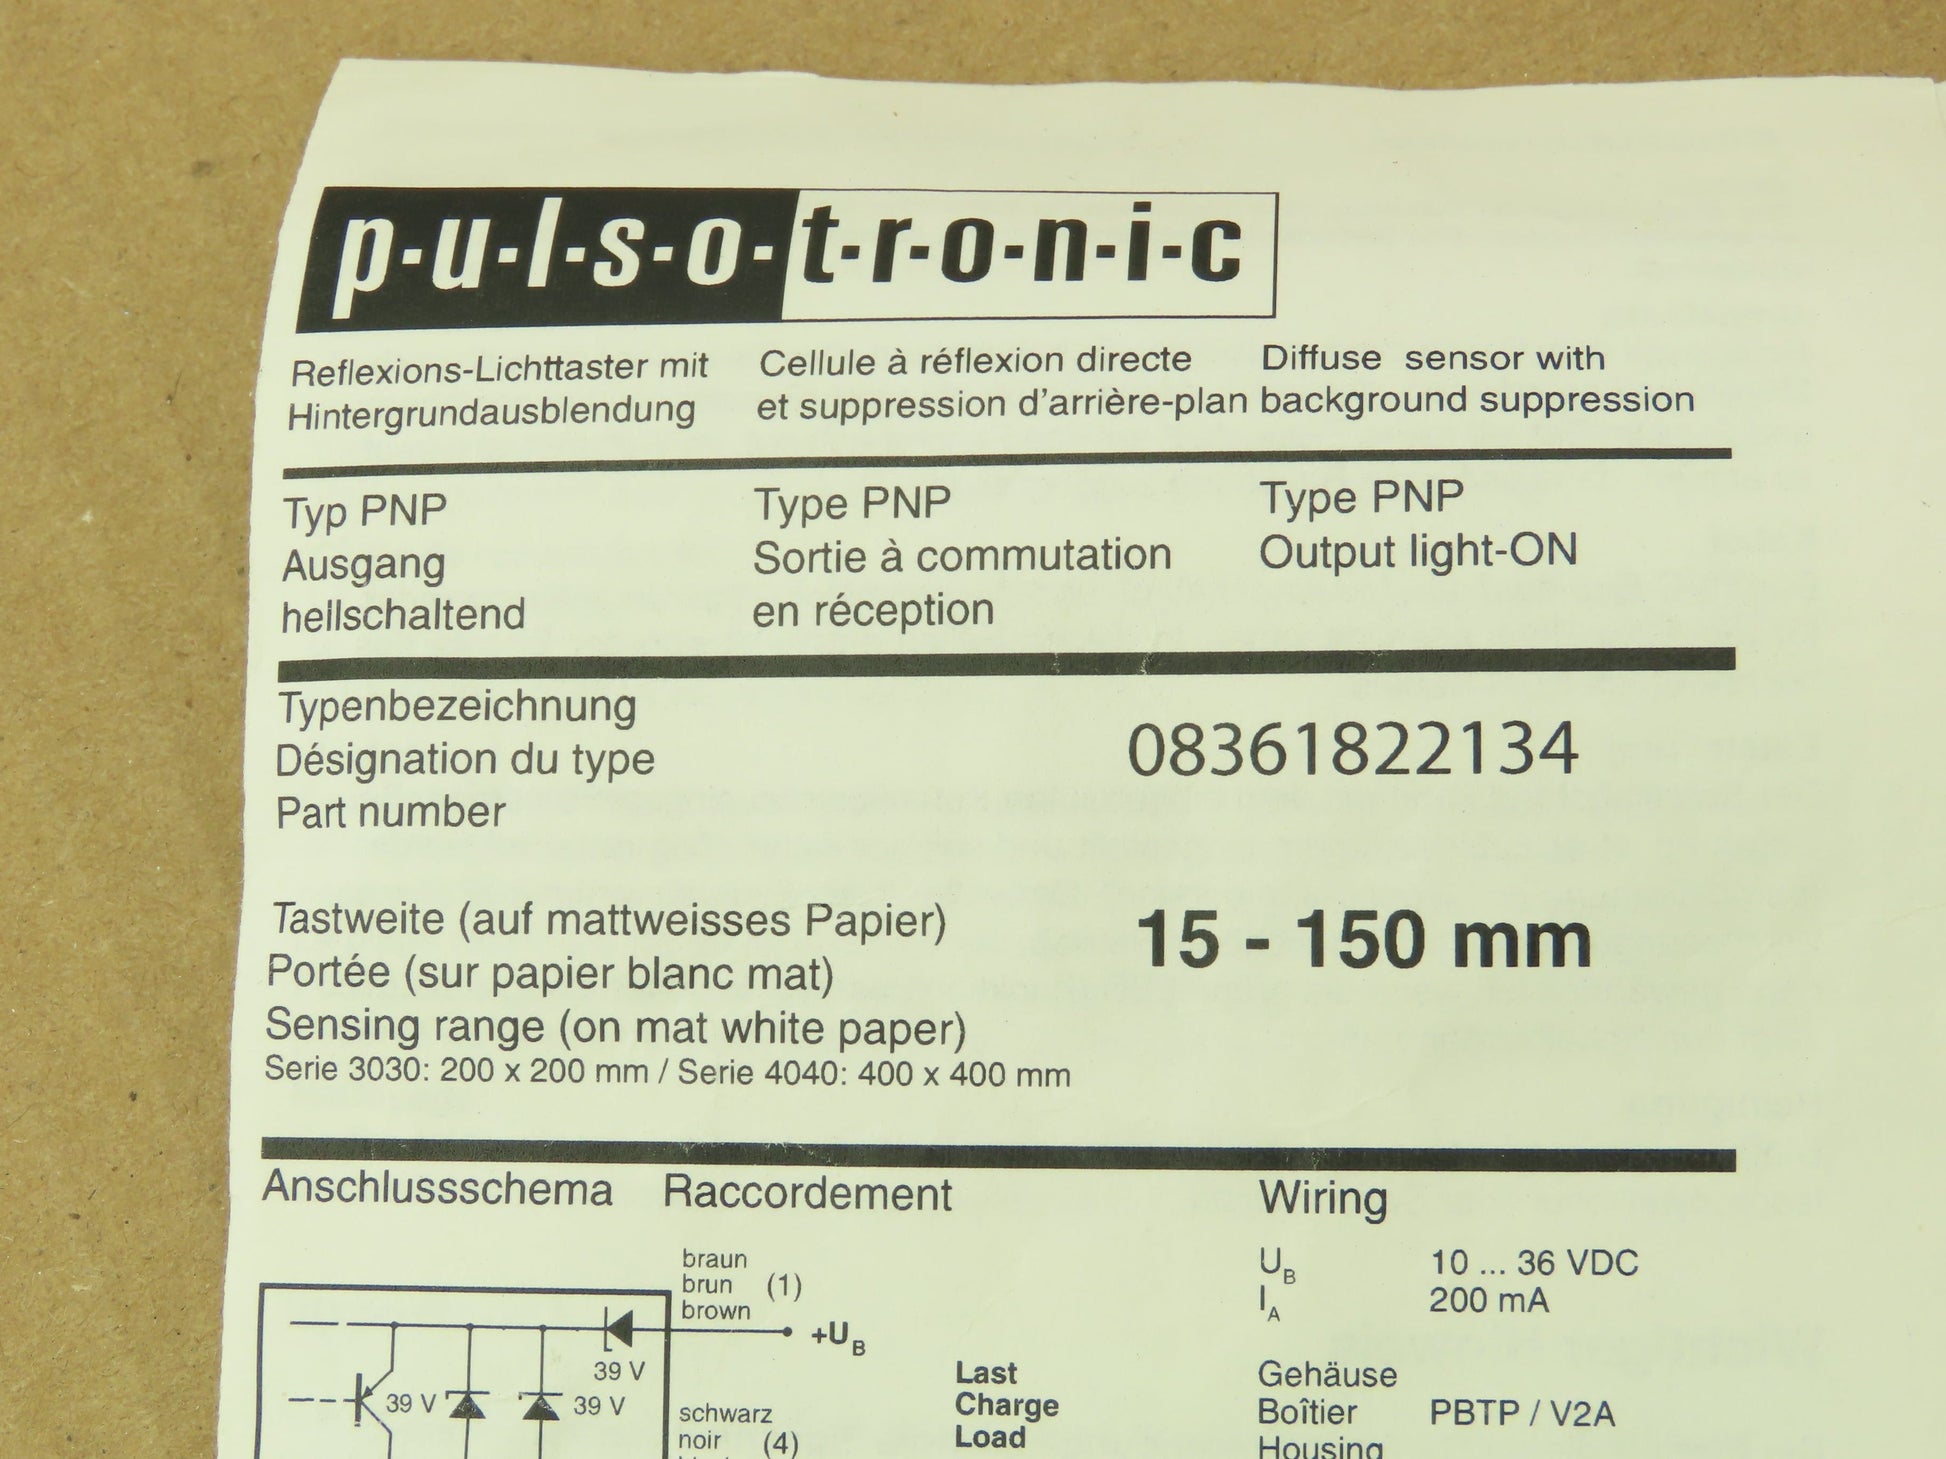 p-u-l-s-o-t-r-o-n-i-c
Reflexions-Lichttaster mit
Hintergrundausblendung
Cellule à réflexion directe
et suppression d'arrière-plan
Diffuse sensor with
background suppression
Typ PNP
Ausgang
hellschaltend
Type PNP
Sortie à commutation
en réception
Type PNP
Output light-ON
Typenbezeichnung
Désignation du type
Part number
08361822134
Tastweite (auf mattweisses Papier)
Portée (sur papier blanc mat)
Sensing range (on mat white paper)
15 - 150 mm
Serie 3030: 200 x 200 mm / Serie 4040: 400 x 400 mm
Anschlussschema Raccordement Wiring
braun
brun (1)
brown
+UB
39 V
39 V
39 V
schwarz
noir (4)
Last
Charge
Load
UB 10 ... 36 VDC
IA 200 mA
Gehäuse
Boîtier PBTP / V2A
Housing